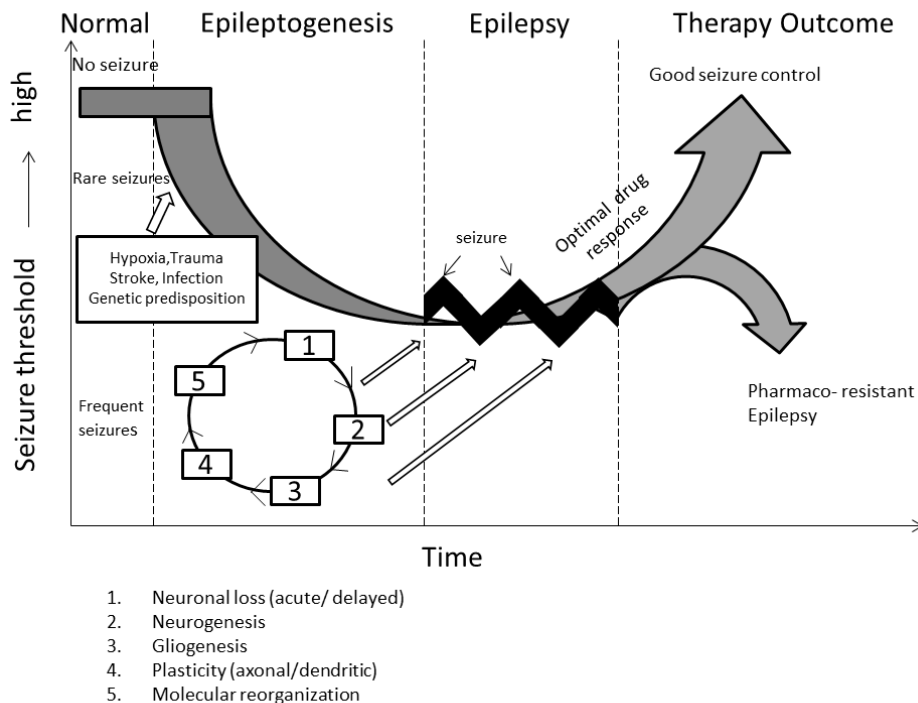 Normal
Epileptogenesis
Epilepsy
Therapy Outcome
No seizure
Good seizure control
high
Rare seizures
Optimal drug
response
seizure
Hypoxia,Trauma
Stroke, Infection
Genetic predisposition
Seizure threshold
1
5
2
4
3
Frequent
seizures
Pharmaco- resistant
Epilepsy
Time
1. Neuronal loss (acute/ delayed)
2. Neurogenesis
3. Gliogenesis
4. Plasticity (axonal/dendritic)
5. Molecular reorganization